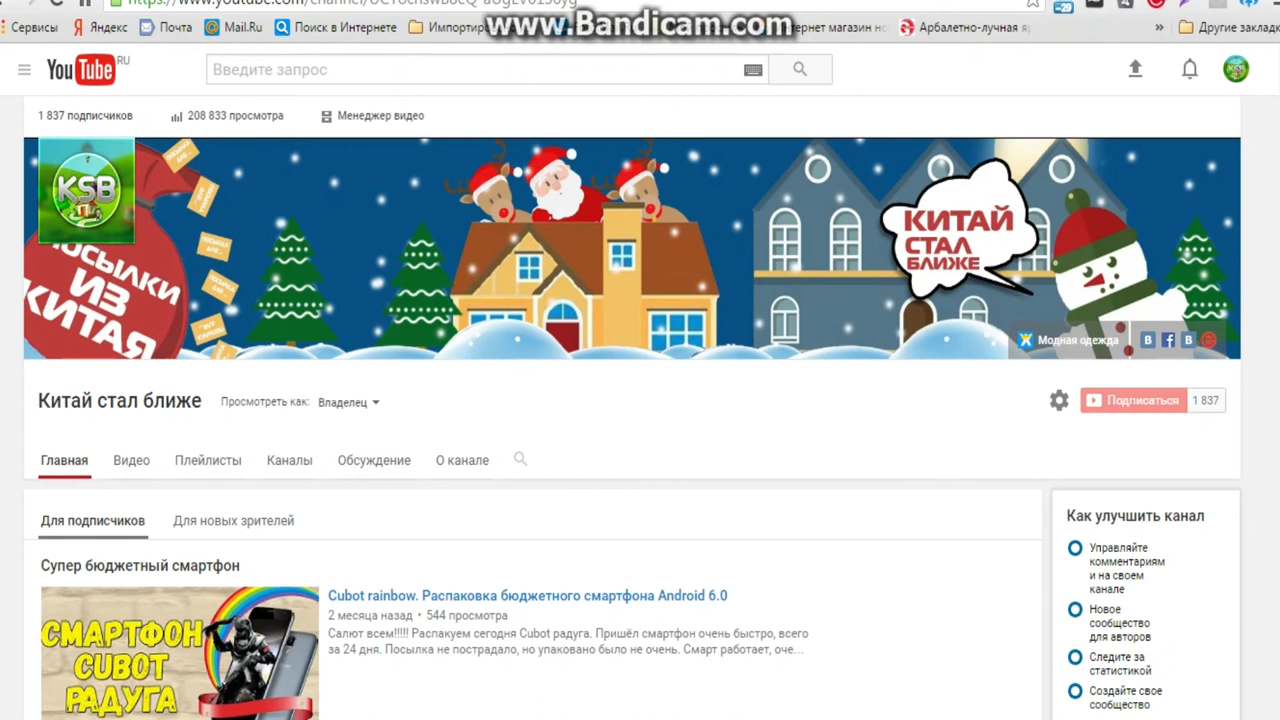 www.Bandicam.com
Сервисы Яндекс Почта Mail.Ru Поиск в Интернете Арбалетно-лучная Другие заклад
YouTube RU
Введите запрос
KSB
1 837 подписчиков 208 833 просмотра Менеджер видео
KSB
ПОСЫЛКИ
ИЗ
КИТАЯ
КИТАЙ
СТАЛ
БЛИЖЕ
Модная одежда
Китай стал ближе Просмотреть как: Владелец
Подписаться 1 837
Главная Видео Плейлисты Каналы Обсуждение О канале
Для подписчиков Для новых зрителей
Супер бюджетный смартфон
СМАРТФОН
CUBOT
РАДУГА
Cubot rainbow. Распаковка бюджетного смартфона Android 6.0
2 месяца назад • 544 просмотра
Салют всем!!!!! Распакуем сегодня Cubot радуга. Пришёл смартфон очень быстро, всего
за 24 дня. Посылка не пострадало, но упаковано было не очень. Смарт работает, оче...
Как улучшить канал
Управляйте
комментариям
и на своем
канале
Новое
сообщество
для авторов
Следите за
статистикой
Создайте свое
сообщество